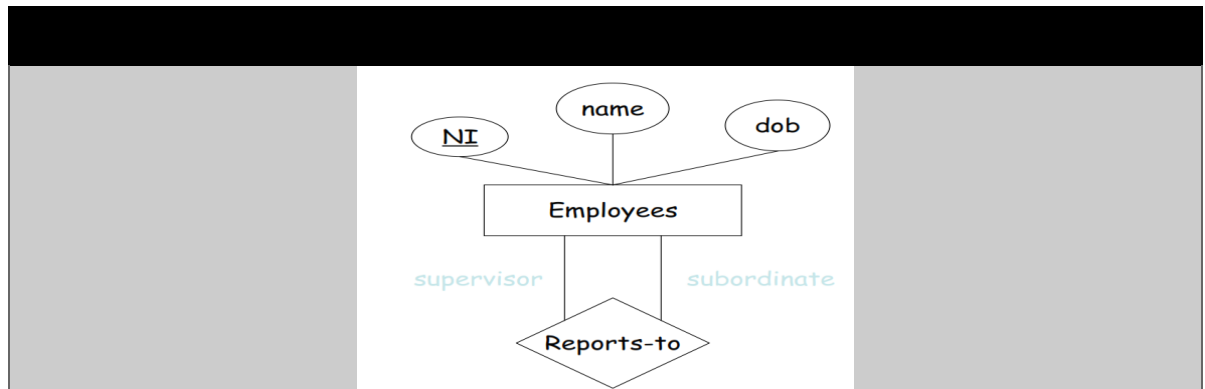 name
NI
dob
Employees
supervisor
subordinate
Reports-to